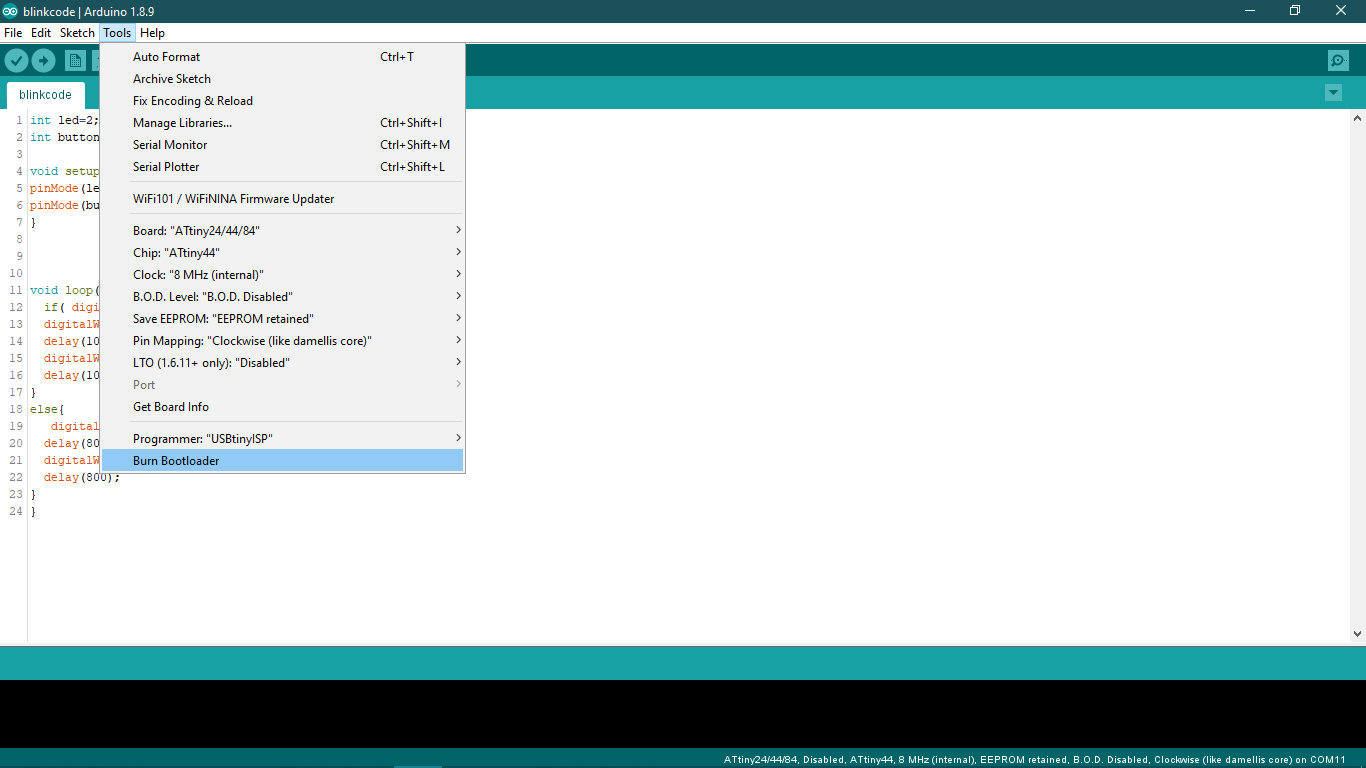 blinkcode | Arduino 1.8.9
File Edit Sketch Tools Help
Auto Format Ctrl+T
Archive Sketch
Fix Encoding & Reload
Manage Libraries... Ctrl+Shift+I
Serial Monitor Ctrl+Shift+M
Serial Plotter Ctrl+Shift+L
WiFi101 / WiFiNINA Firmware Updater
Board: "ATtiny24/44/84"
Chip: "ATtiny44"
Clock: "8 MHz (internal)"
B.O.D. Level: "B.O.D. Disabled"
Save EEPROM: "EEPROM retained"
Pin Mapping: "Clockwise (like damellis core)"
LTO (1.6.11+ only): "Disabled"
Port
Get Board Info
Programmer: "USBtinyISP"
Burn Bootloader
blinkcode
1 int led=2;
2 int button
3
4 void setup
5 pinMode(le
6 pinMode(bu
7 }
8
9
10
11 void loop(
12 if( digi
13 digitalW
14 delay(10
15 digitalW
16 delay(10
17 }
18 else{
19 digital
20 delay(80
21 digitalW
22 delay(800);
23 }
24 }
ATtiny24/44/84, Disabled, ATtiny44, 8 MHz (internal), EEPROM retained, B.O.D. Disabled, Clockwise (like damellis core) on COM11